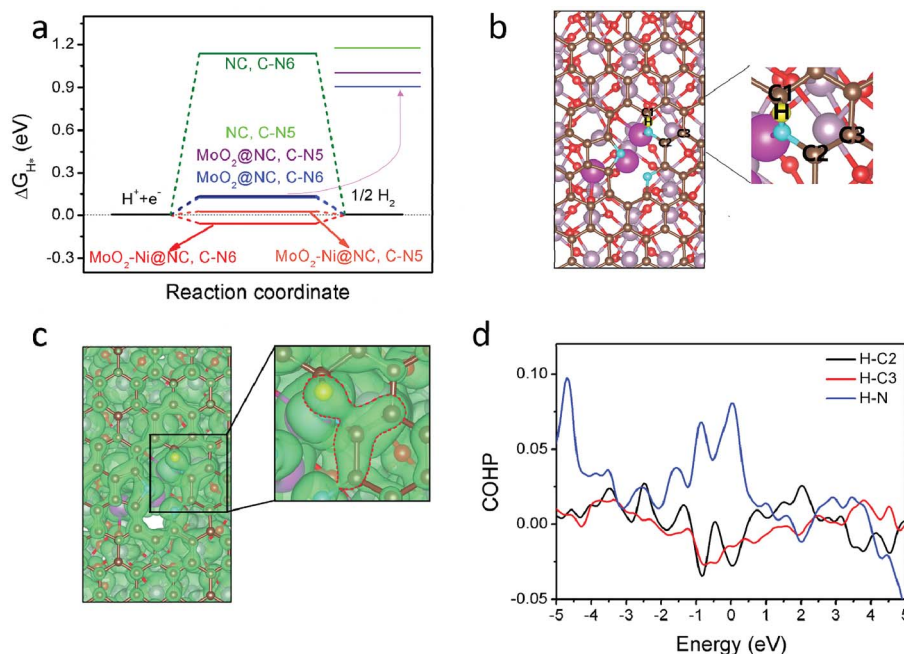 a
ΔG_H* (eV)
1.2
0.9
0.6
0.3
0.0
-0.3
NC, C-N6
NC, C-N5
MoO₂@NC, C-N5
MoO₂@NC, C-N6
H⁺+e⁻
1/2 H₂
MoO₂-Ni@NC, C-N6
MoO₂-Ni@NC, C-N5
Reaction coordinate
b
C1
H
C2
C3
C1
H
C2
C3
c
d
COHP
0.10
0.05
0.00
-0.05
H-C2
H-C3
H-N
-5 -4 -3 -2 -1 0 1 2 3 4 5
Energy (eV)